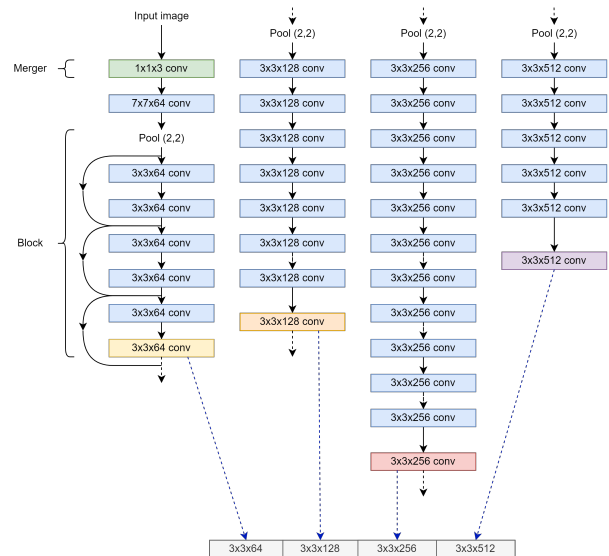 Input image
Merger
1x1x3 conv
7x7x64 conv
Block
Pool (2,2)
3x3x64 conv
3x3x64 conv
3x3x64 conv
3x3x64 conv
3x3x64 conv
3x3x64 conv
Pool (2,2)
3x3x128 conv
3x3x128 conv
3x3x128 conv
3x3x128 conv
3x3x128 conv
3x3x128 conv
3x3x128 conv
3x3x128 conv
Pool (2,2)
3x3x256 conv
3x3x256 conv
3x3x256 conv
3x3x256 conv
3x3x256 conv
3x3x256 conv
3x3x256 conv
3x3x256 conv
3x3x256 conv
3x3x256 conv
3x3x256 conv
3x3x256 conv
Pool (2,2)
3x3x512 conv
3x3x512 conv
3x3x512 conv
3x3x512 conv
3x3x512 conv
3x3x512 conv
3x3x64
3x3x128
3x3x256
3x3x512